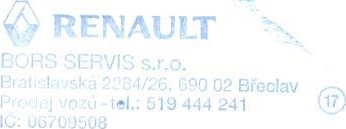 RENAULT
BORS SERVIS s.r.o.
Bratislavská 2284/26, 690 02 Břeclav
Prodej vozů - tel.: 519 444 241
17
IČ: 06709508